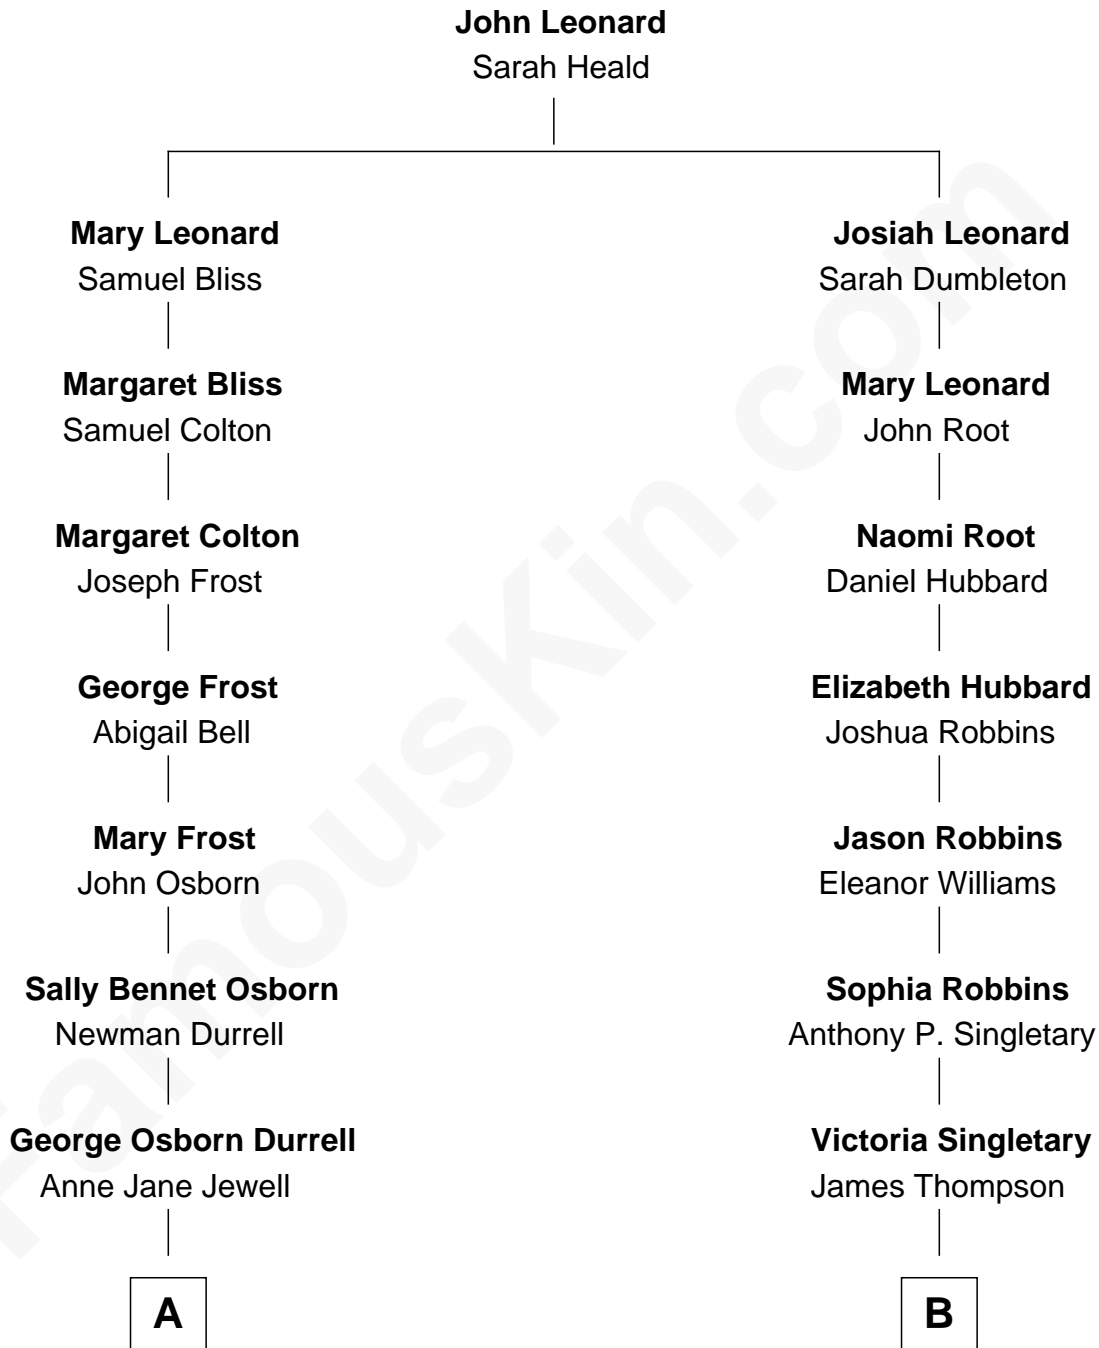 John Leonard
Sarah Heald
Mary Leonard
Samuel Bliss
Josiah Leonard
Sarah Dumbleton
Margaret Bliss
Samuel Colton
Mary Leonard
John Root
Margaret Colton
Joseph Frost
Naomi Root
Daniel Hubbard
George Frost
Abigail Bell
Elizabeth Hubbard
Joshua Robbins
Mary Frost
John Osborn
Jason Robbins
Eleanor Williams
Sally Bennet Osborn
Newman Durrell
Sophia Robbins
Anthony P. Singletary
George Osborn Durrell
Anne Jane Jewell
Victoria Singletary
James Thompson
A
B
FamousKin.com